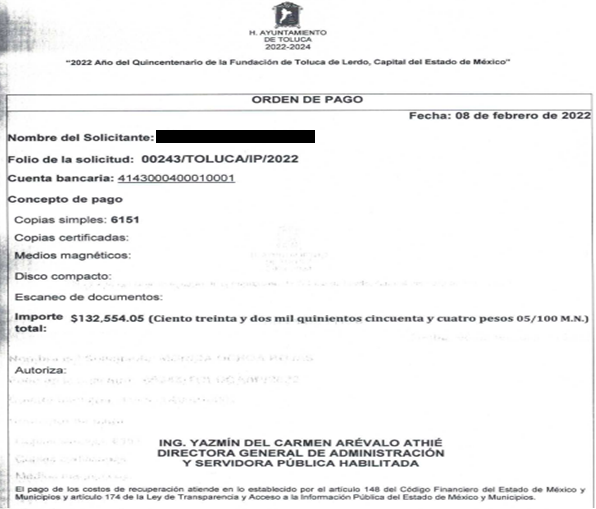 H. AYUNTAMIENTO
DE TOLUCA
2022-2024
"2022 Año del Quincentenario de la Fundación de Toluca de Lerdo, Capital del Estado de México"
ORDEN DE PAGO
Fecha: 08 de febrero de 2022
Nombre del Solicitante:
Folio de la solicitud: 00243/TOLUCA/IP/2022
Cuenta bancaria: 4143000400010001
Concepto de pago
Copias simples: 6151
Copias certificadas:
Medios magnéticos:
Disco compacto:
Escaneo de documentos:
Importe $132,554.05 (Ciento treinta y dos mil quinientos cincuenta y cuatro pesos 05/100 M.N.)
total:
Autoriza:
ING. YAZMÍN DEL CARMEN ARÉVALO ATHIÉ
DIRECTORA GENERAL DE ADMINISTRACIÓN
Y SERVIDORA PÚBLICA HABILITADA
El pago de los costos de recuperación atiende en lo establecido por el artículo 148 del Código Financiero del Estado de México y
Municipios y artículo 174 de la Ley de Transparencia y Acceso a la Información Pública del Estado de México y Municipios.